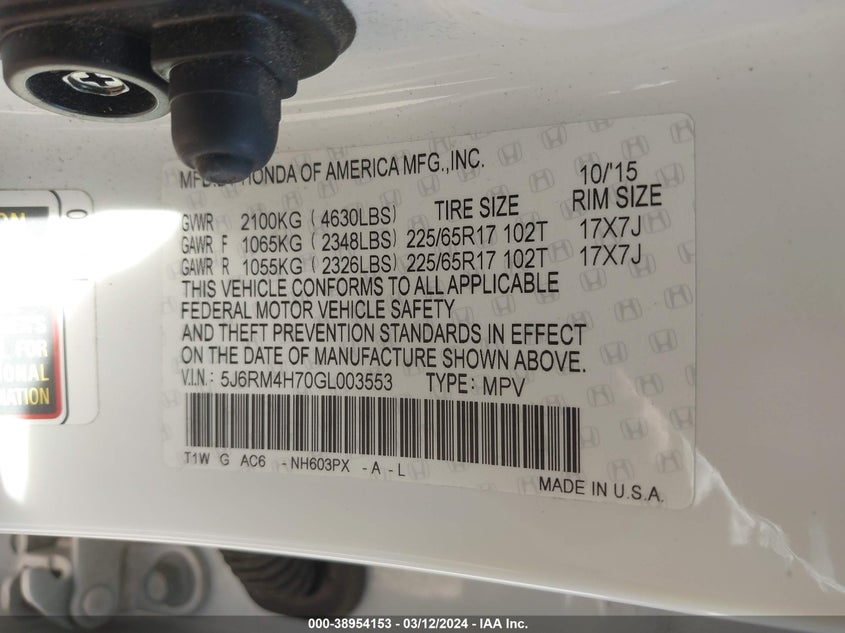 HONDA OF AMERICA MFG.,INC. 10/'15
TIRE SIZE RIM SIZE
GVWR 2100KG (4630LBS)
GAWR F 1065KG (2348LBS) 225/65R17 102T 17X7J
GAWR R 1055KG (2326LBS) 225/65R17 102T 17X7J
THIS VEHICLE CONFORMS TO ALL APPLICABLE
FEDERAL MOTOR VEHICLE SAFETY
AND THEFT PREVENTION STANDARDS IN EFFECT
ON THE DATE OF MANUFACTURE SHOWN ABOVE.
V.I.N.: 5J6RM4H70GL003553 TYPE: MPV
T1W G AC6 -NH603PX -A-L
MADE IN U.S.A.
000-38954153 - 03/12/2024 - IAA Inc.